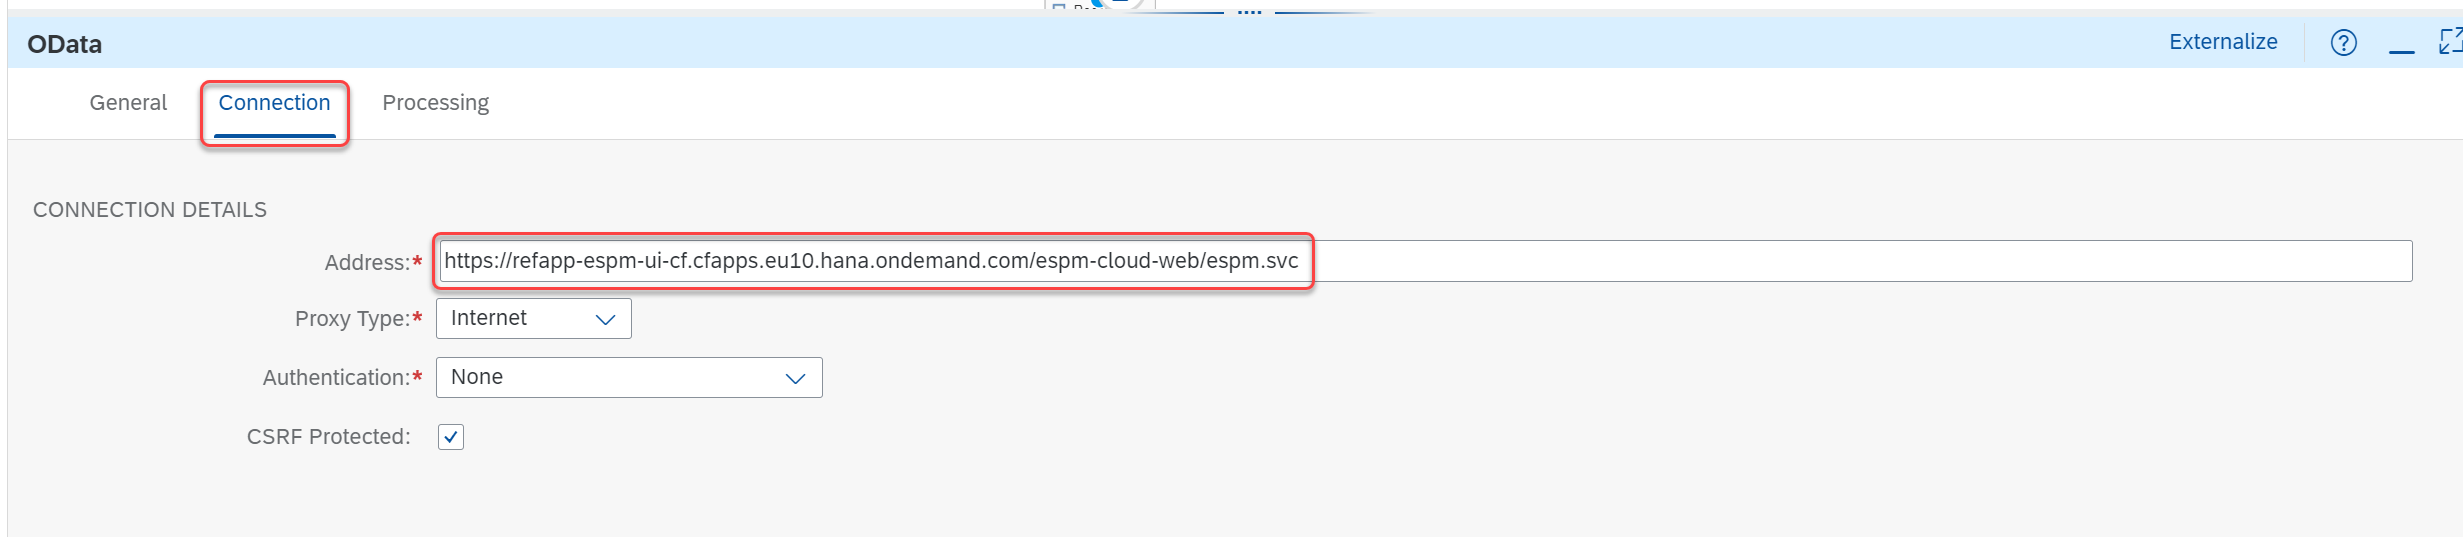 OData
Externalize
General
Connection
Processing
CONNECTION DETAILS
Address:*
https://refapp-espm-ui-cf.cfapps.eu10.hana.ondemand.com/espm-cloud-web/espm.svc
Proxy Type:*
Internet
Authentication:*
None
CSRF Protected: